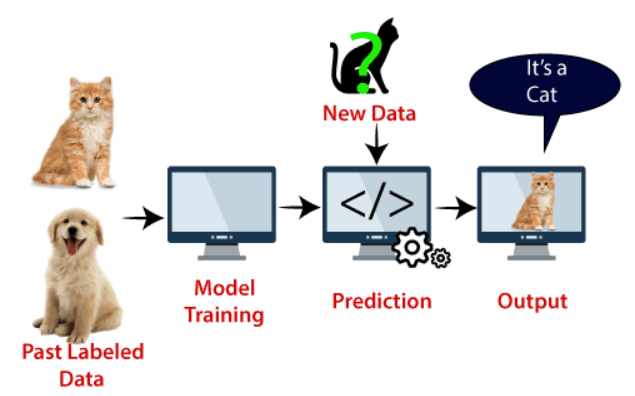 New Data
It's a
Cat
</>
Model
Training
Prediction
Output
Past Labeled
Data
?